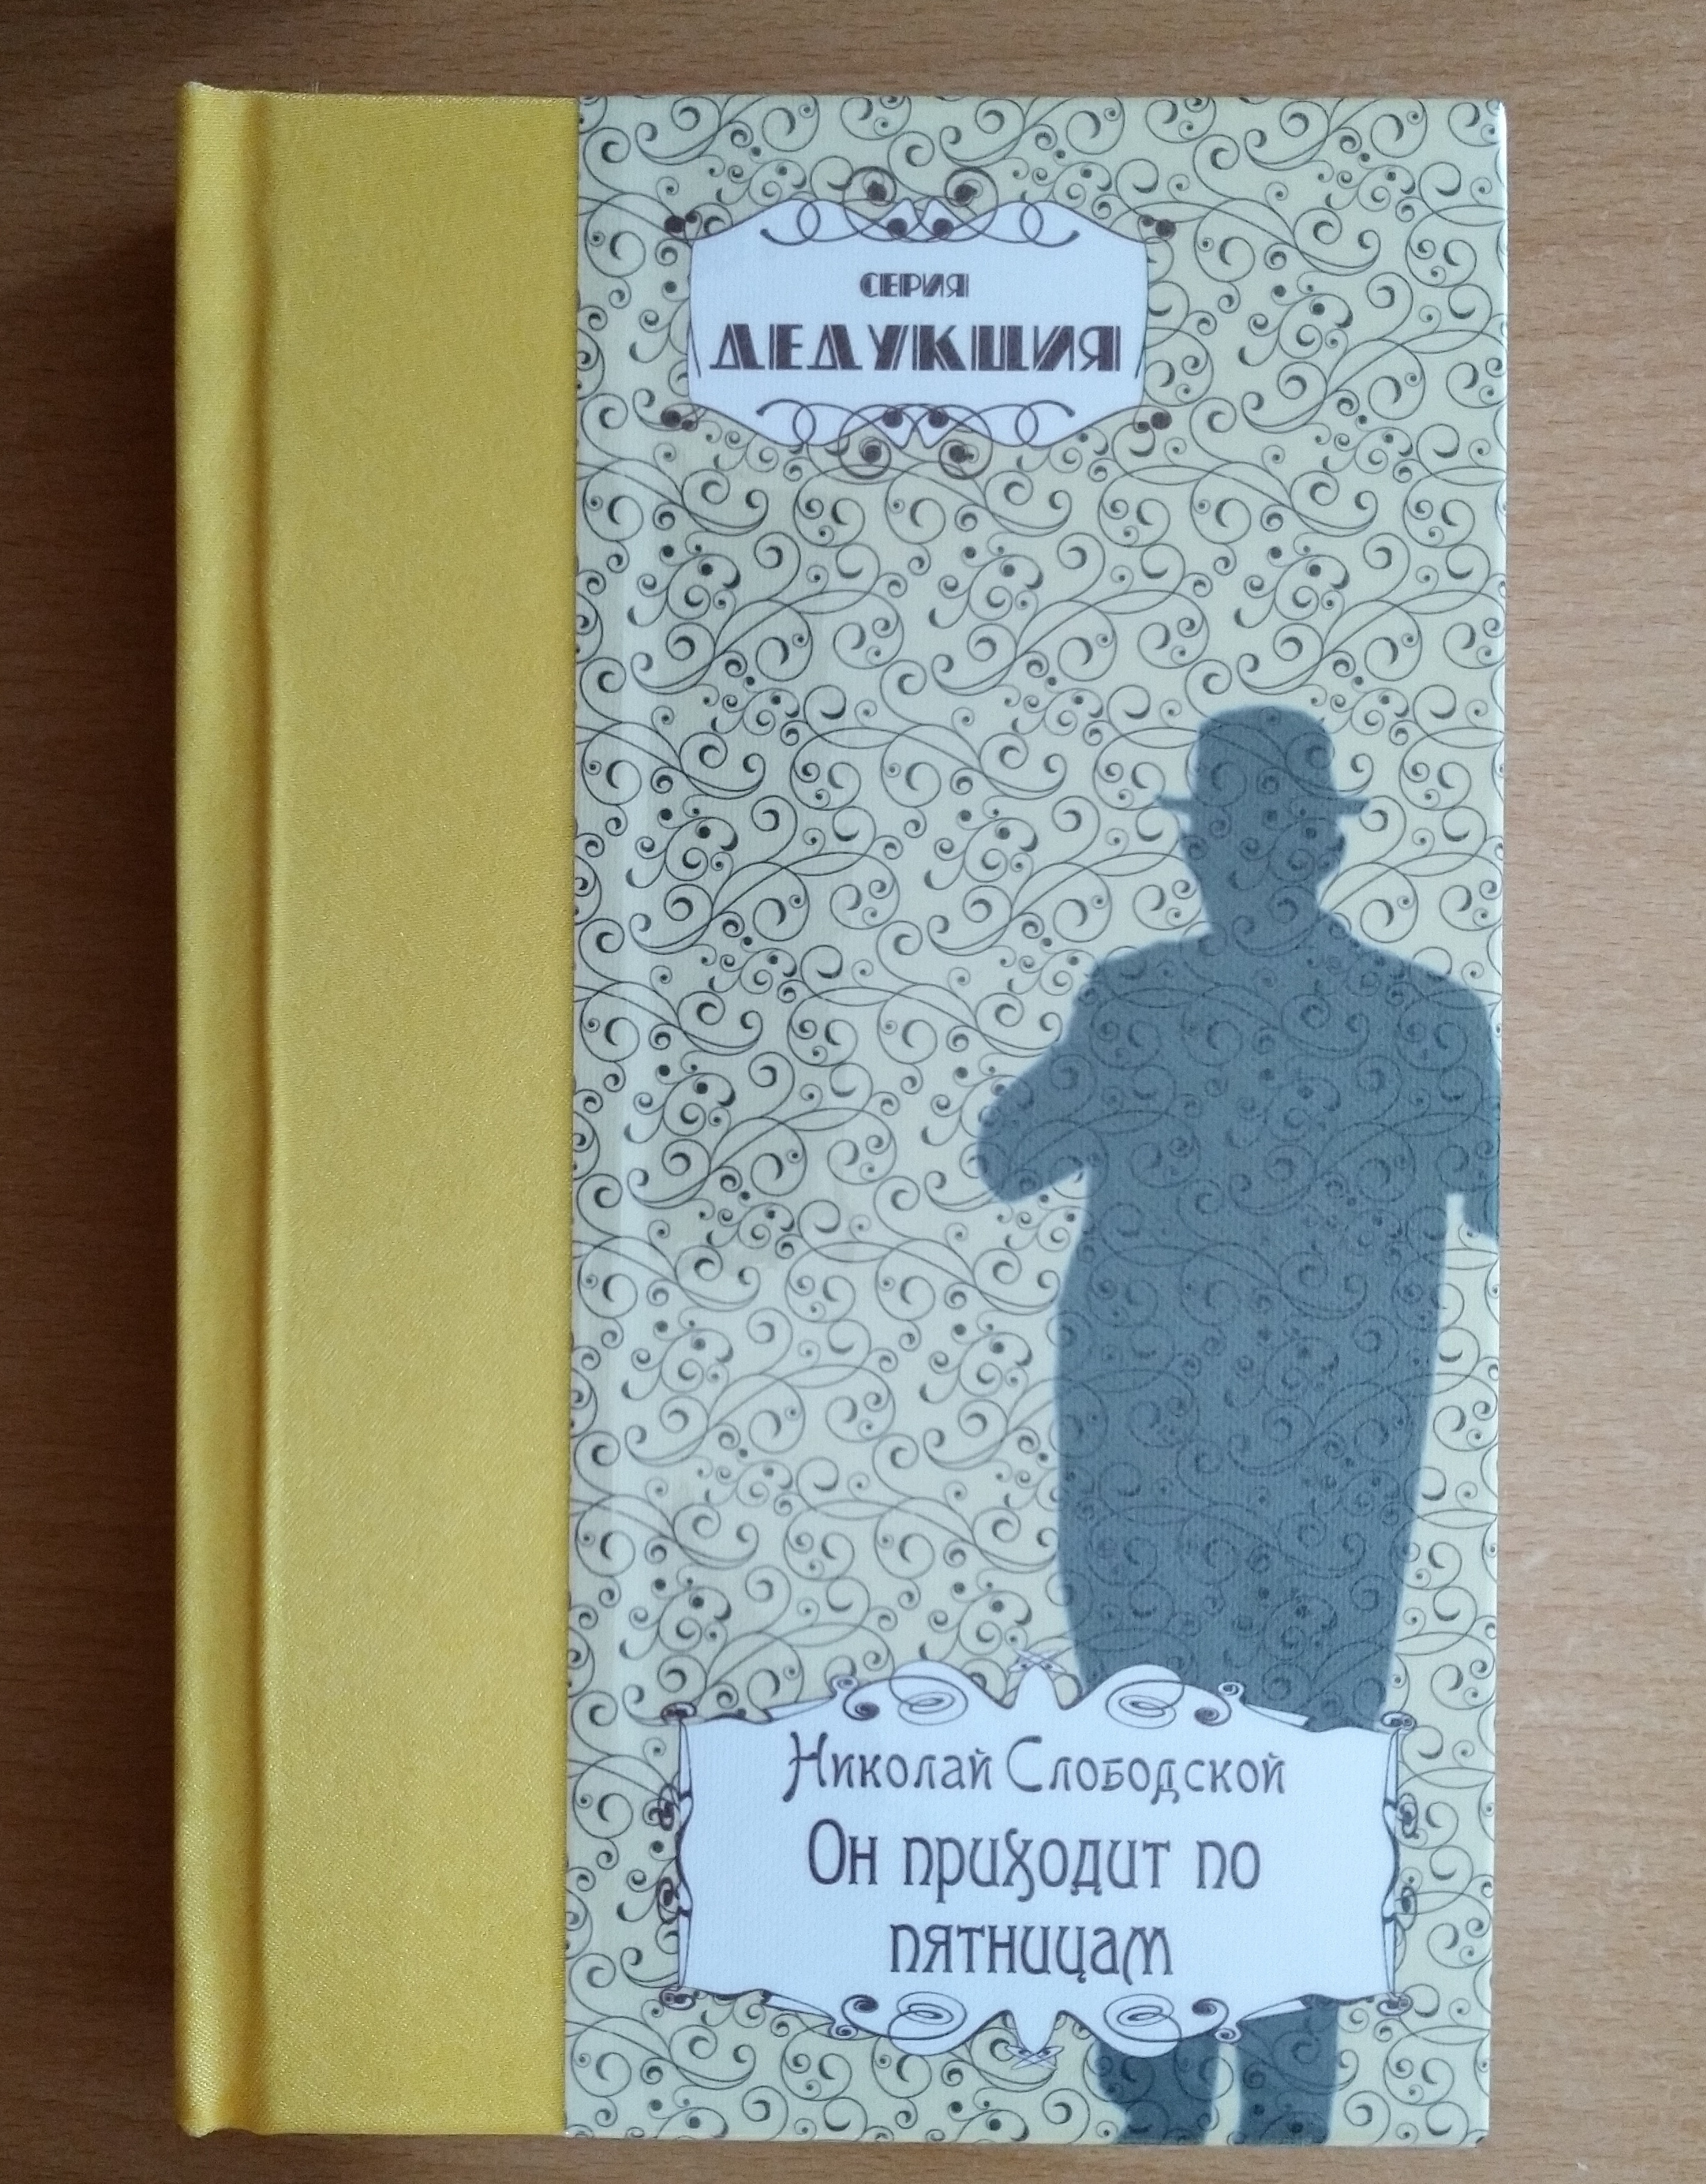 СЕРИЯ
ДЕДУКЦИЯ
Николай Слободской
Он приходит по
пятницам